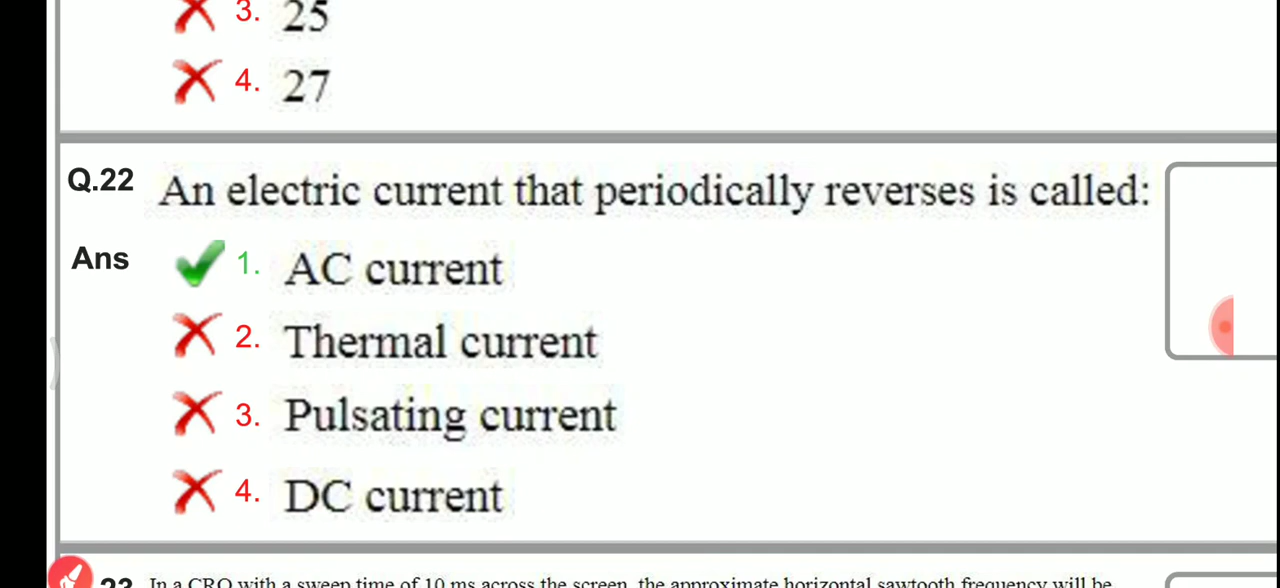 3. 25
4. 27
Q.22 An electric current that periodically reverses is called:
Ans 1. AC current
2. Thermal current
3. Pulsating current
4. DC current
23 In a CRO with a sweep time of 10 ms across the screen, the approximate horizontal sawtooth frequency will be